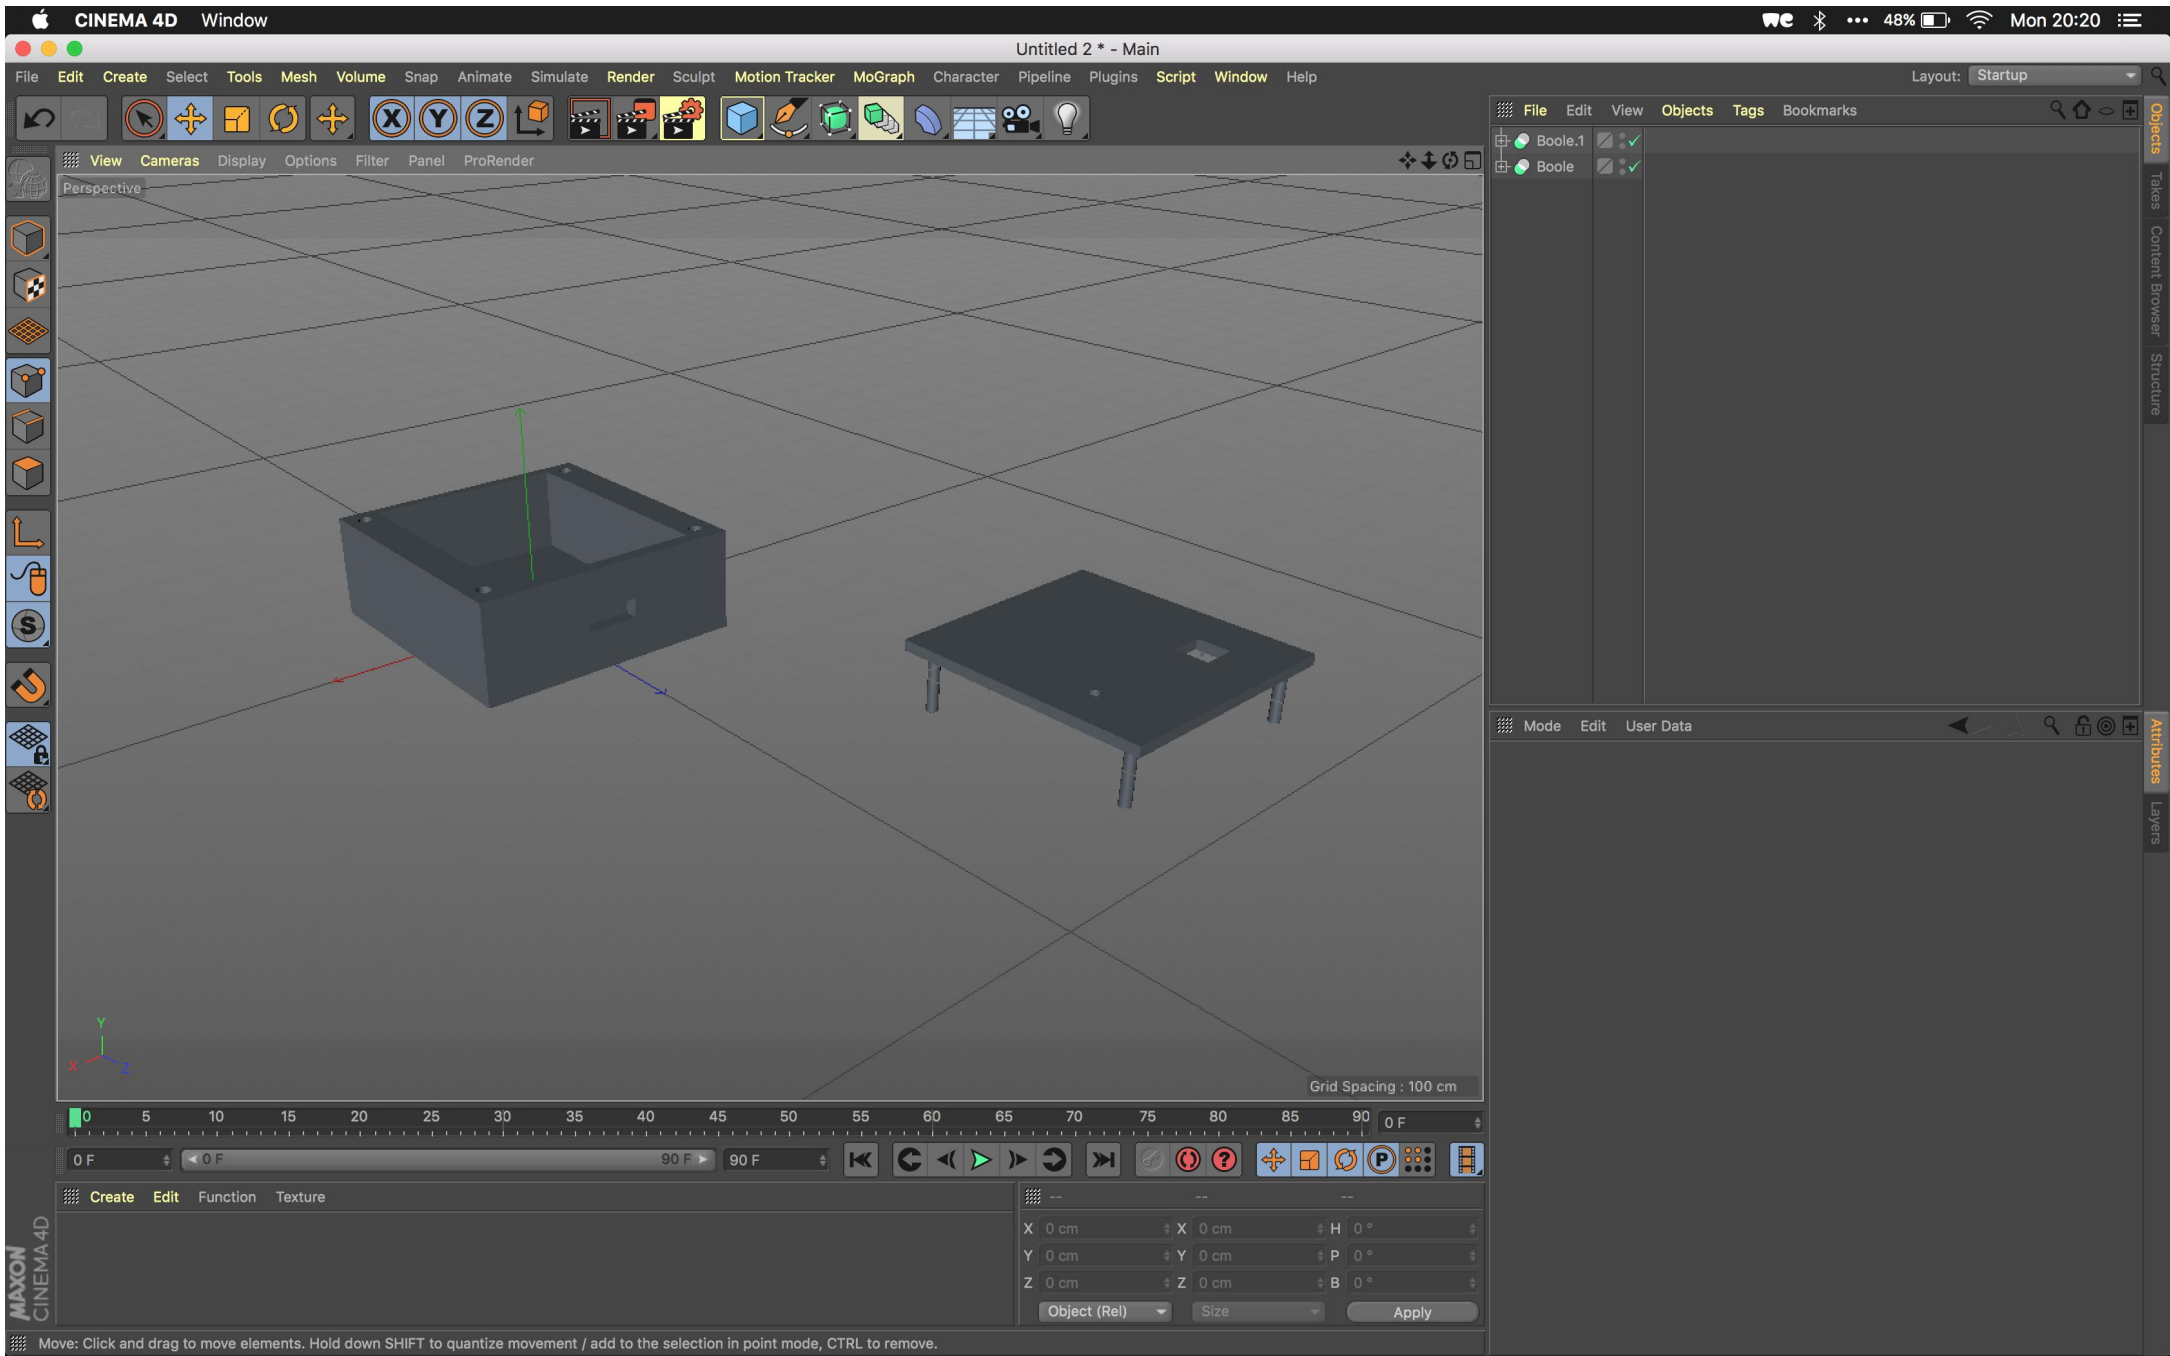 CINEMA 4D Window 48% Mon 20:20
Untitled 2 * - Main
File Edit Create Select Tools Mesh Volume Snap Animate Simulate Render Sculpt Motion Tracker MoGraph Character Pipeline Plugins Script Window Help Layout: Startup
X Y Z
File Edit View Objects Tags Bookmarks
View Cameras Display Options Filter Panel ProRender
Perspective
Boole.1
Boole
Objects
Takes
Content Browser
Structure
S
Mode Edit User Data
Attributes
Layers
Y
X Z
Grid Spacing : 100 cm
0 5 10 15 20 25 30 35 40 45 50 55 60 65 70 75 80 85 90 0 F
0 F 0 F 90 F 90 F ? P
Create Edit Function Texture
-- -- --
X 0 cm X 0 cm H 0 °
Y 0 cm Y 0 cm P 0 °
Z 0 cm Z 0 cm B 0 °
Object (Rel) Size Apply
MAXON
CINEMA 4D
Move: Click and drag to move elements. Hold down SHIFT to quantize movement / add to the selection in point mode, CTRL to remove.